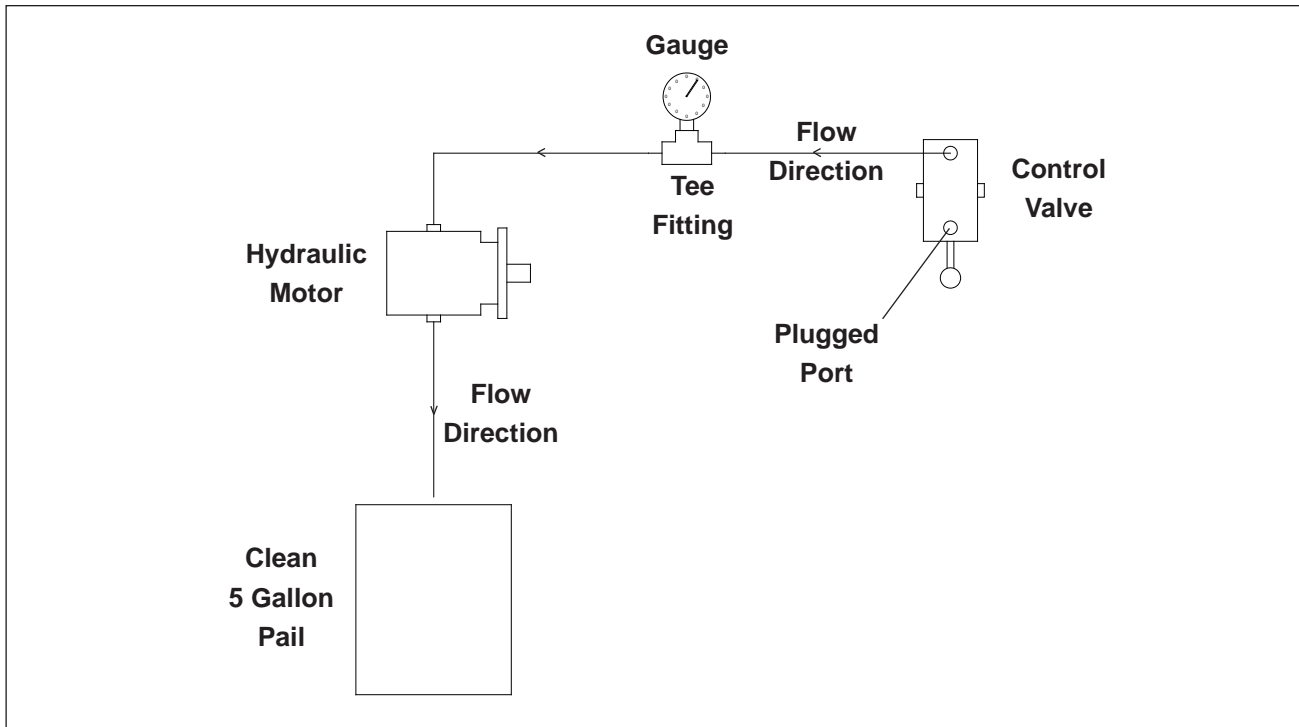 Gauge
Flow
Direction
Control
Valve
Tee
Fitting
Hydraulic
Motor
Plugged
Port
Flow
Direction
Clean
5 Gallon
Pail